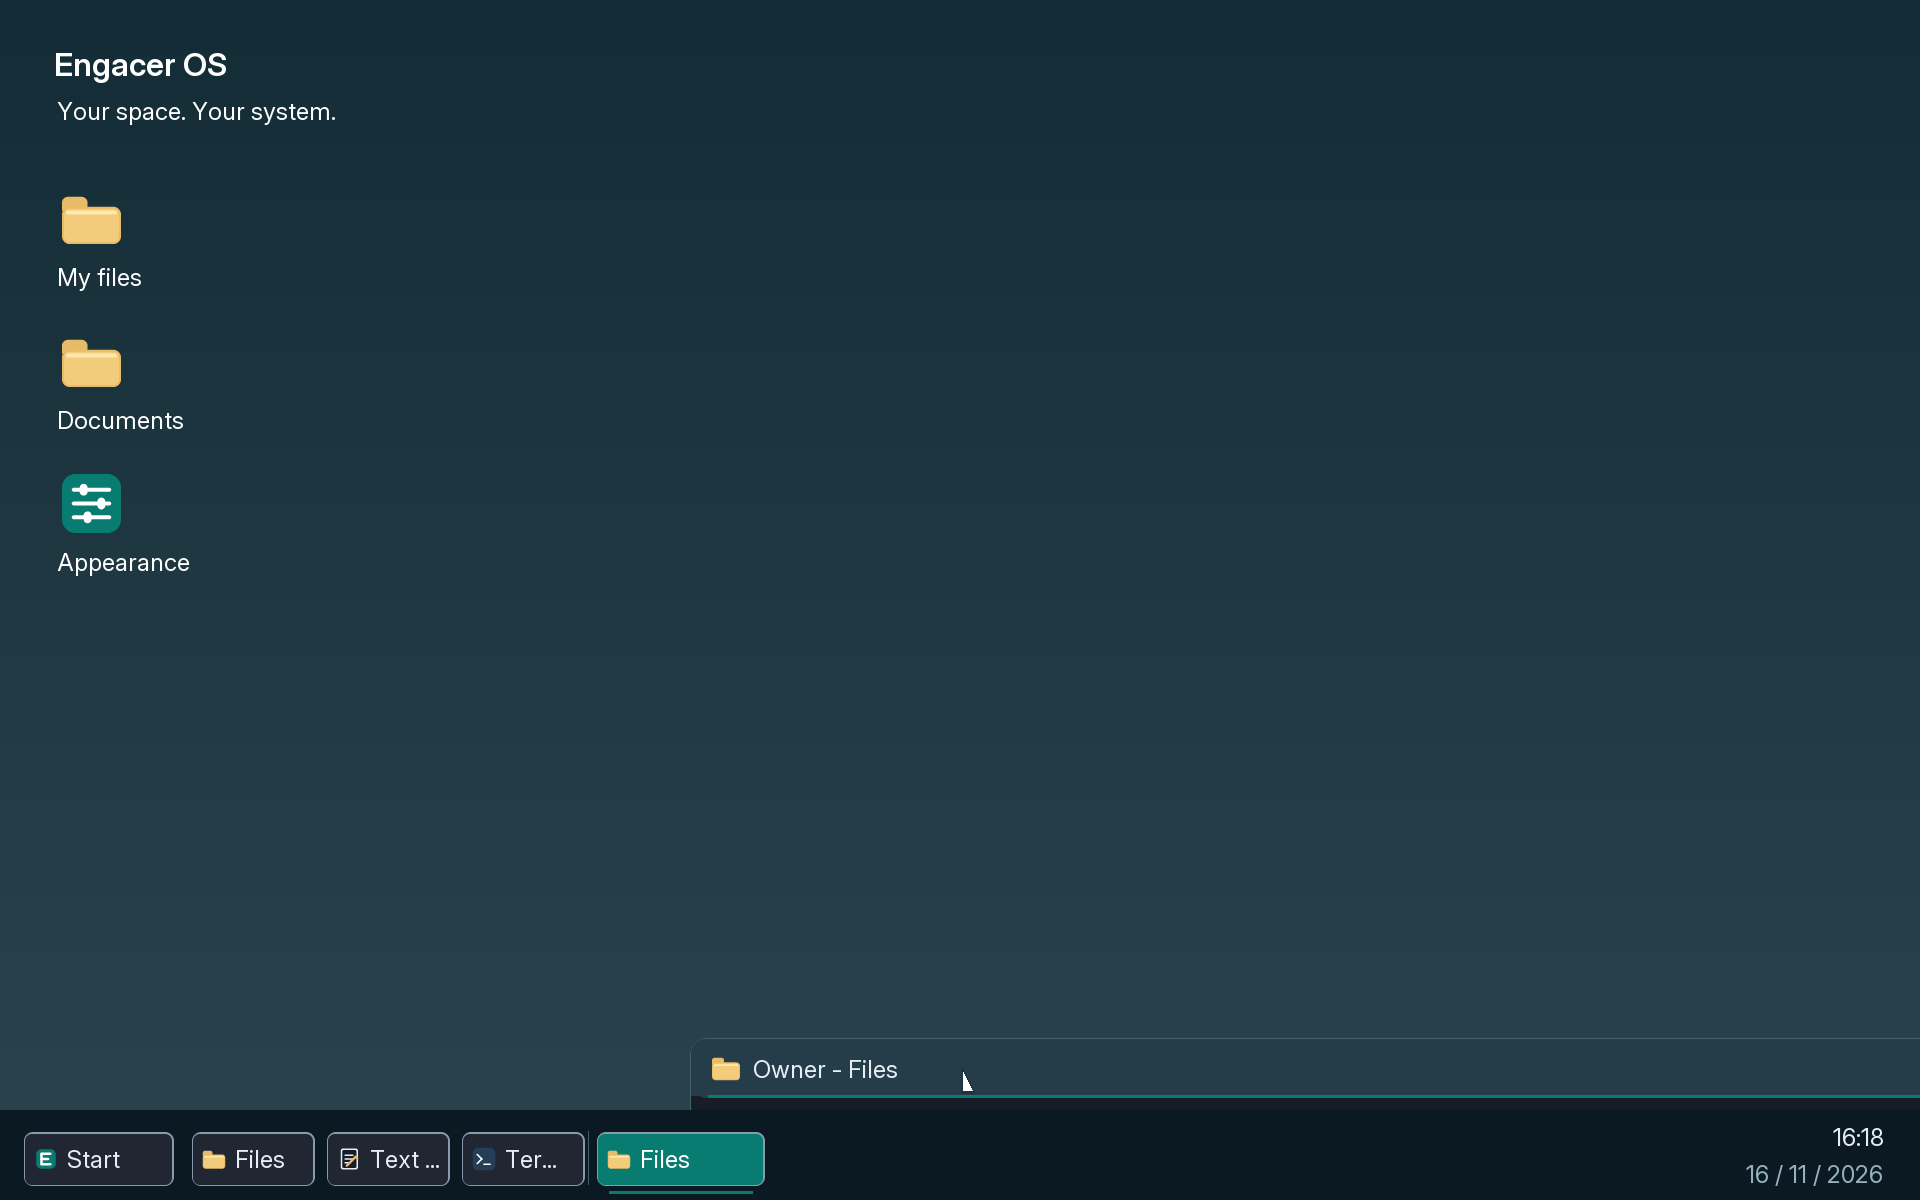 Engacer OS
Your space. Your system.
My files
Documents
Appearance
Owner - Files
Start
Files
Text ...
Ter...
Files
16:18
16 / 11 / 2026